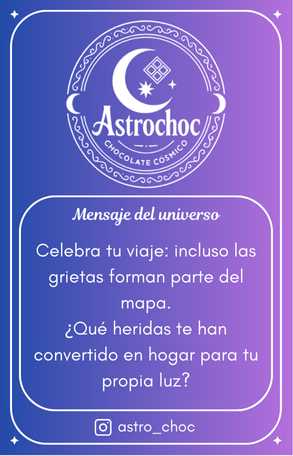 Astrochoc
CHOCOLATE CÓSMICO
Mensaje del universo
Celebra tu viaje: incluso las
grietas forman parte del
mapa.
¿Qué heridas te han
convertido en hogar para tu
propia luz?
astro_choc